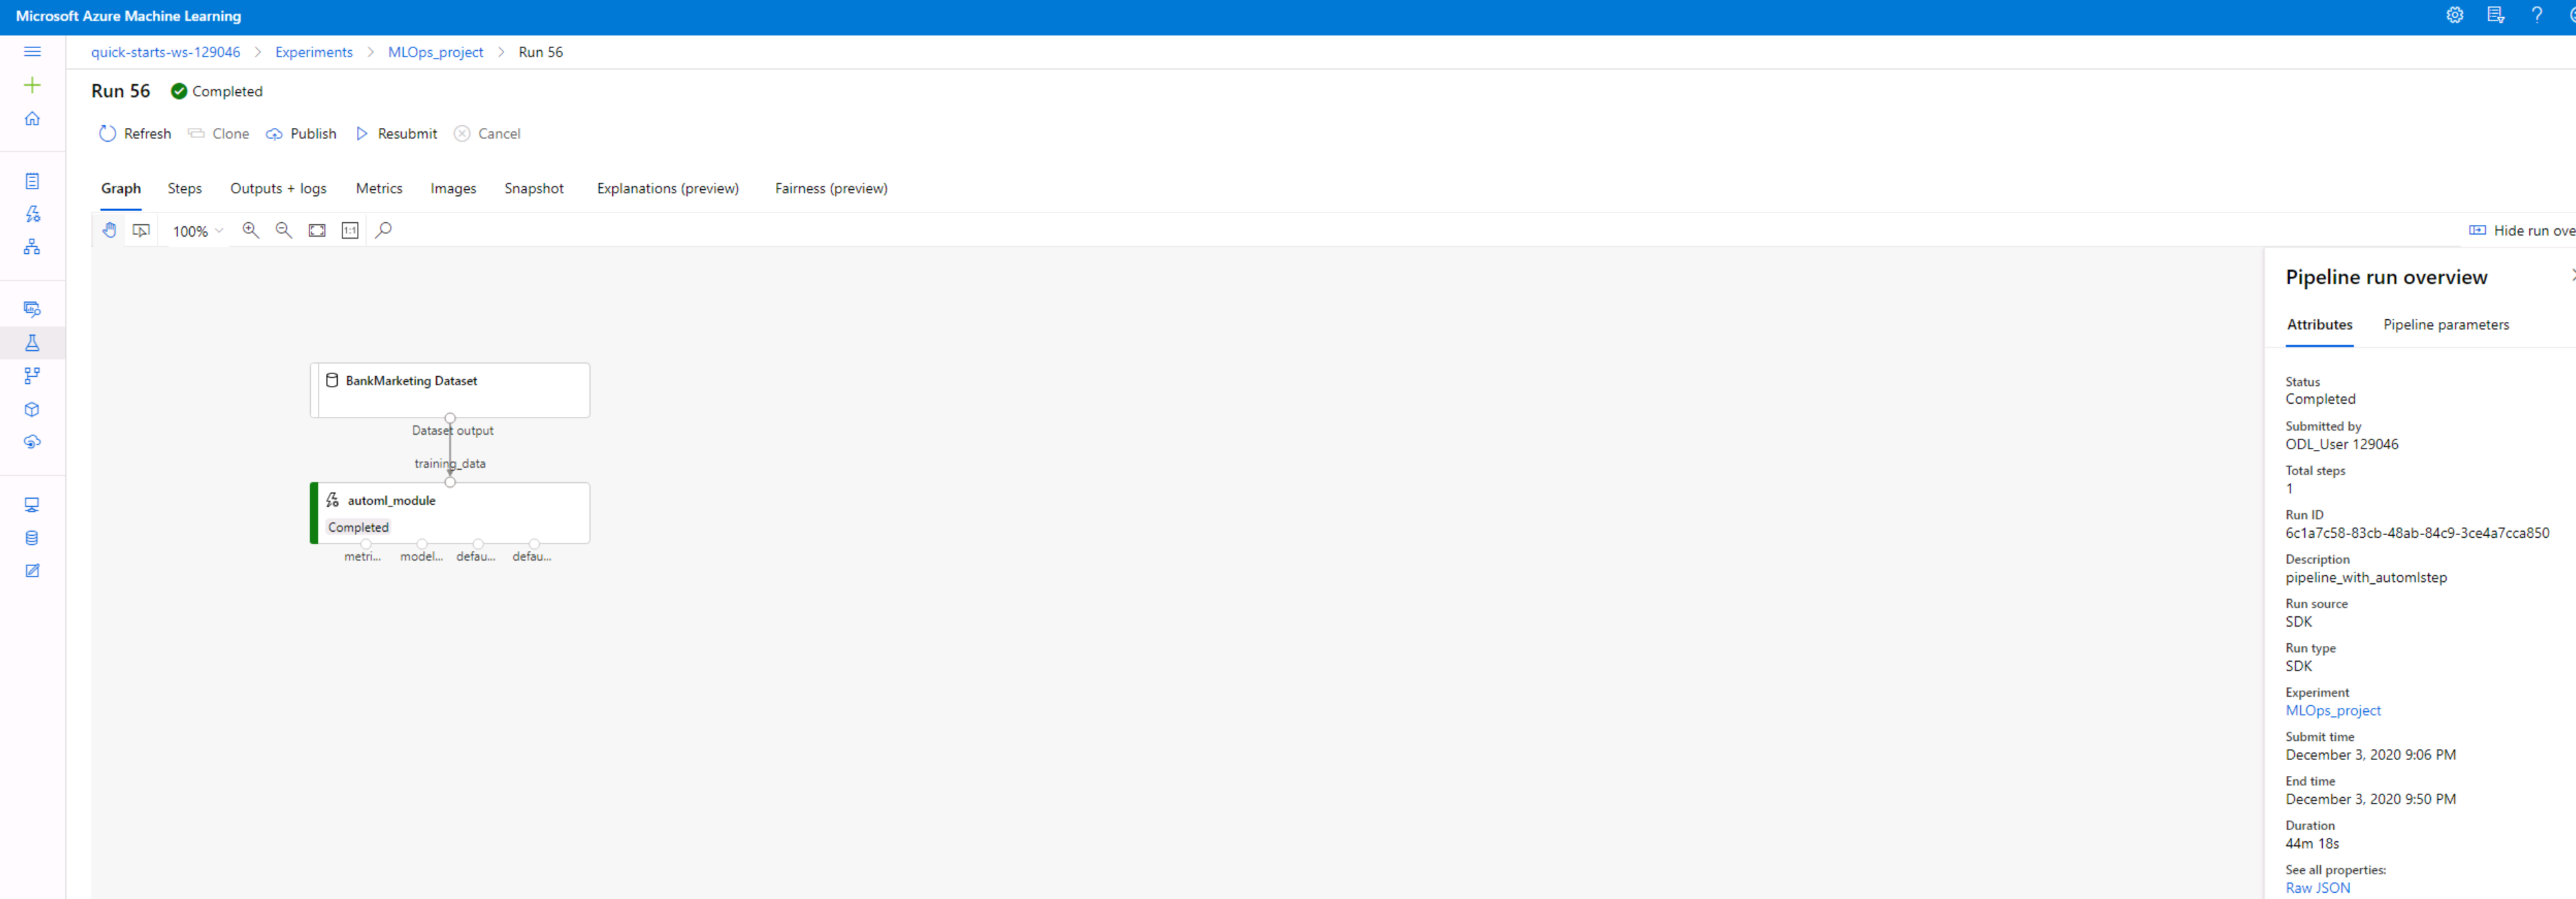 Microsoft Azure Machine Learning
quick-starts-ws-129046 > Experiments > MLOps_project > Run 56
Run 56 Completed
Refresh Clone Publish Resubmit Cancel
Graph Steps Outputs + logs Metrics Images Snapshot Explanations (preview) Fairness (preview)
100% 1:1 Hide run ove
Pipeline run overview
Attributes Pipeline parameters
BankMarketing Dataset
Dataset output
training_data
automl_module
Completed
metri... model... defau... defau...
Status
Completed
Submitted by
ODL_User 129046
Total steps
1
Run ID
6c1a7c58-83cb-48ab-84c9-3ce4a7cca850
Description
pipeline_with_automlstep
Run source
SDK
Run type
SDK
Experiment
MLOps_project
Submit time
December 3, 2020 9:06 PM
End time
December 3, 2020 9:50 PM
Duration
44m 18s
See all properties:
Raw JSON